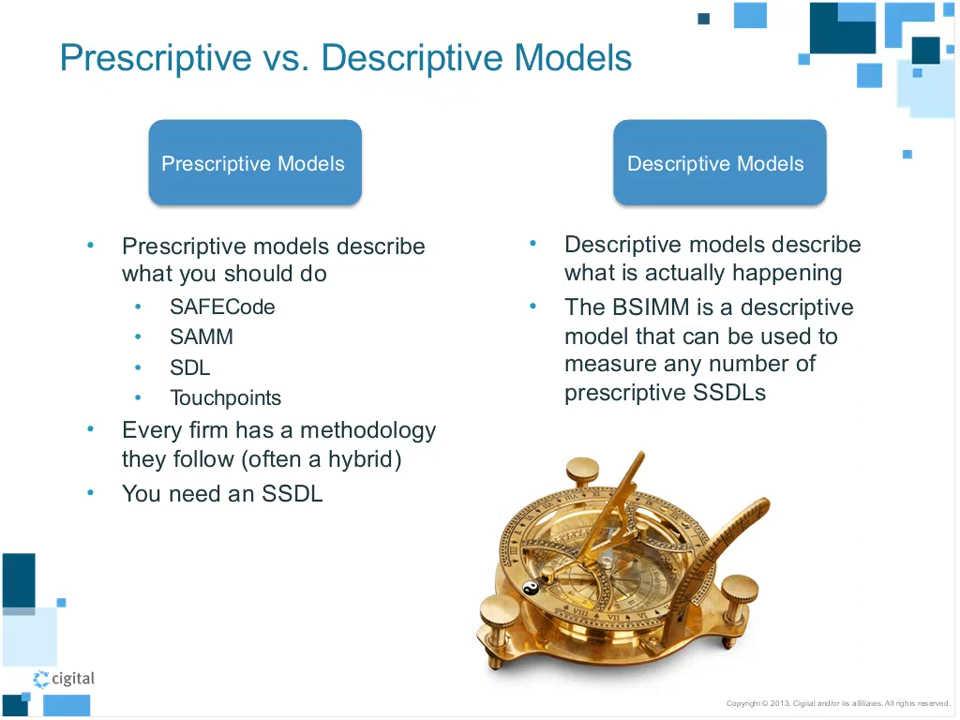 Prescriptive vs. Descriptive Models
Prescriptive Models
• Prescriptive models describe
what you should do
• SAFECode
• SAMM
• SDL
• Touchpoints
• Every firm has a methodology
they follow (often a hybrid)
• You need an SSDL
Descriptive Models
• Descriptive models describe
what is actually happening
• The BSIMM is a descriptive
model that can be used to
measure any number of
prescriptive SSDLs
cigital
Copyright © 2013, Cigital and/or its affiliates. All rights reserved.